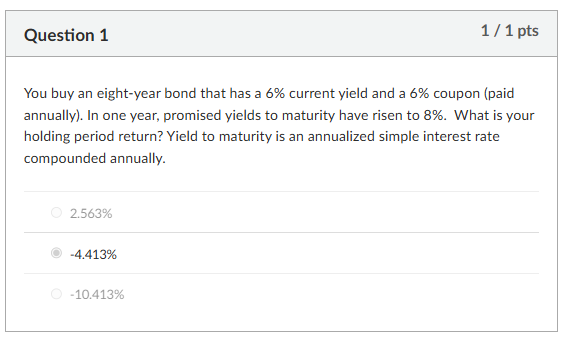 Question 1
1 / 1 pts
You buy an eight-year bond that has a 6% current yield and a 6% coupon (paid
annually). In one year, promised yields to maturity have risen to 8%.  What is your
holding period return? Yield to maturity is an annualized simple interest rate
compounded annually.
2.563%
-4.413%
-10.413%